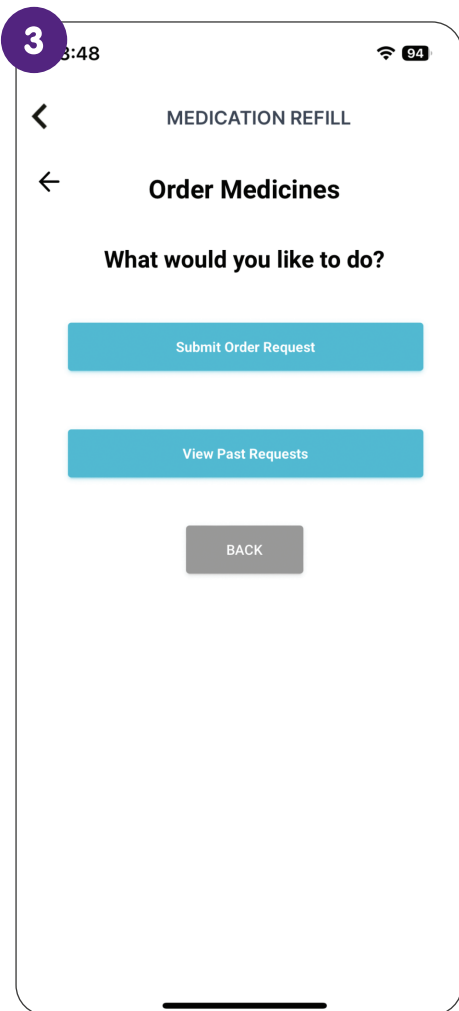 3
:48
94
MEDICATION REFILL
Order Medicines
What would you like to do?
Submit Order Request
View Past Requests
BACK